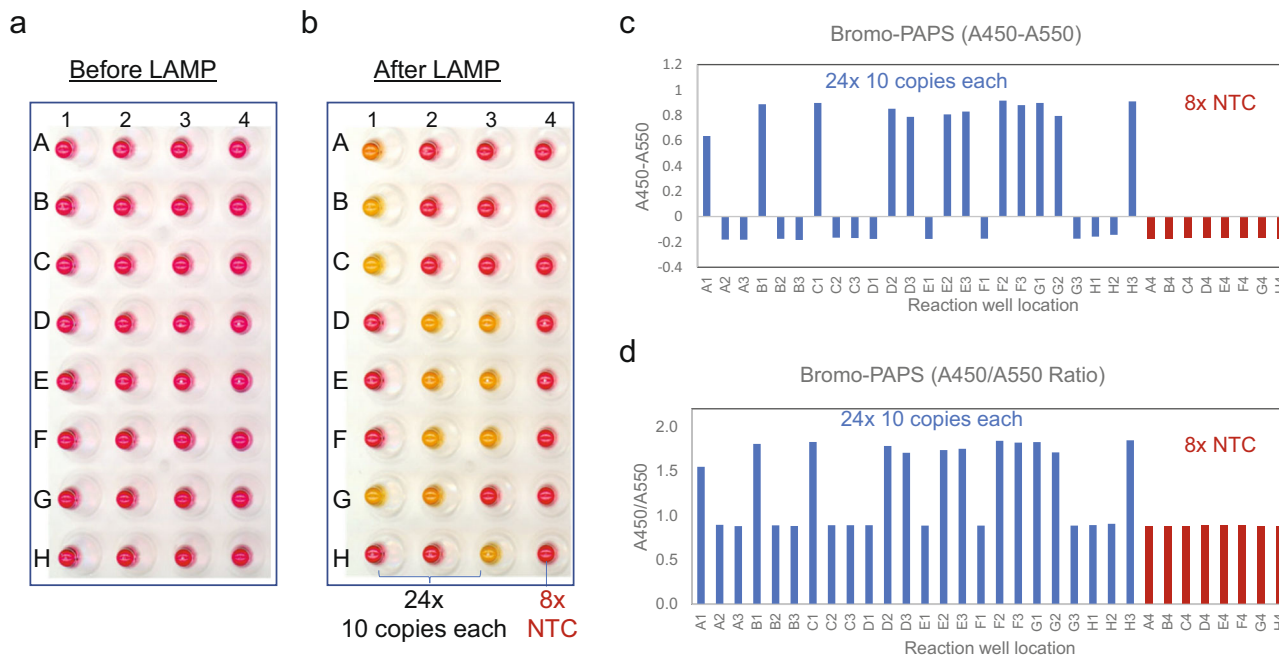 a
Before LAMP
1 2 3 4
A
B
C
D
E
F
G
H
b
After LAMP
1 2 3 4
A
B
C
D
E
F
G
H
24x
10 copies each
8x
NTC
c
Bromo-PAPS (A450-A550)
24x 10 copies each
8x NTC
A450-A550
1.2
1
0.8
0.6
0.4
0.2
0
-0.2
-0.4
A1 A2 A3 B1 B2 B3 C1 C2 C3 D1 D2 D3 E1 E2 E3 F1 F2 F3 G1 G2 G3 H1 H2 H3 A4 B4 C4 D4 E4 F4 G4 H4
Reaction well location
d
Bromo-PAPS (A450/A550 Ratio)
24x 10 copies each
8x NTC
A450/A550
2.0
1.5
1.0
0.5
0.0
A1 A2 A3 B1 B2 B3 C1 C2 C3 D1 D2 D3 E1 E2 E3 F1 F2 F3 G1 G2 G3 H1 H2 H3 A4 B4 C4 D4 E4 F4 G4 H4
Reaction well location